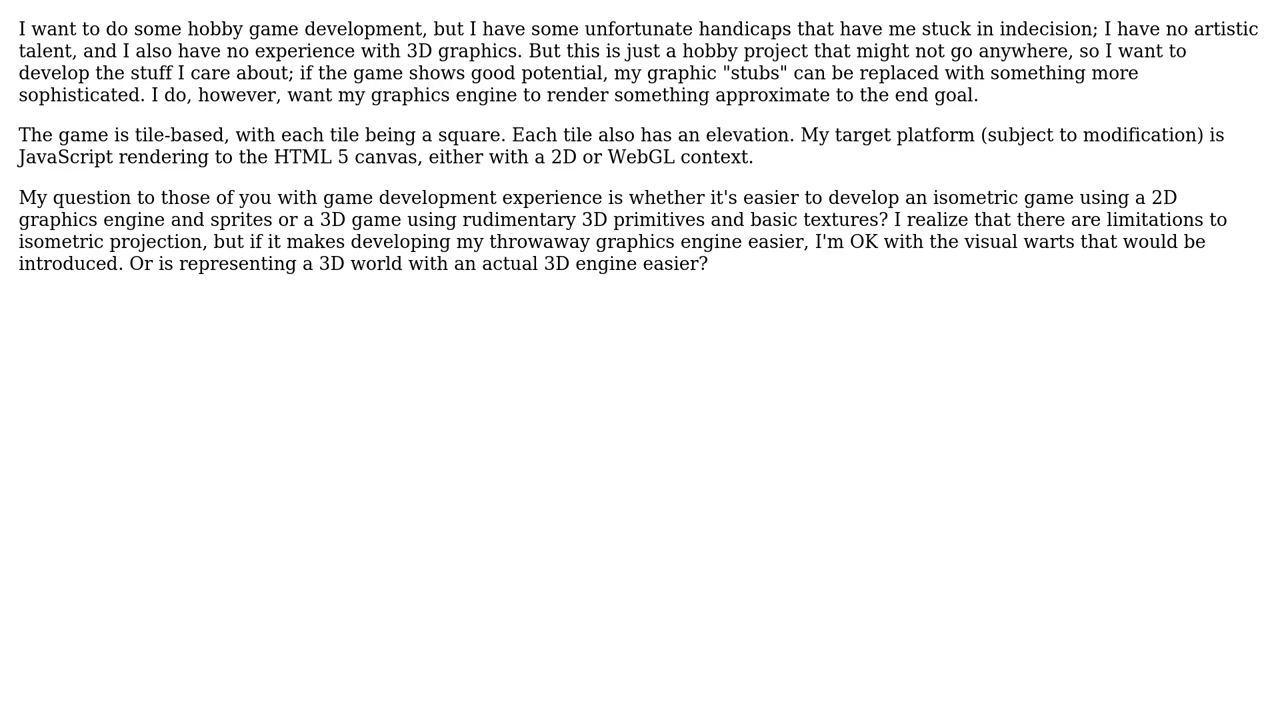 I want to do some hobby game development, but I have some unfortunate handicaps that have me stuck in indecision; I have no artistic
talent, and I also have no experience with 3D graphics. But this is just a hobby project that might not go anywhere, so I want to
develop the stuff I care about; if the game shows good potential, my graphic "stubs" can be replaced with something more
sophisticated. I do, however, want my graphics engine to render something approximate to the end goal.
The game is tile-based, with each tile being a square. Each tile also has an elevation. My target platform (subject to modification) is
JavaScript rendering to the HTML 5 canvas, either with a 2D or WebGL context.
My question to those of you with game development experience is whether it's easier to develop an isometric game using a 2D
graphics engine and sprites or a 3D game using rudimentary 3D primitives and basic textures? I realize that there are limitations to
isometric projection, but if it makes developing my throwaway graphics engine easier, I'm OK with the visual warts that would be
introduced. Or is representing a 3D world with an actual 3D engine easier?